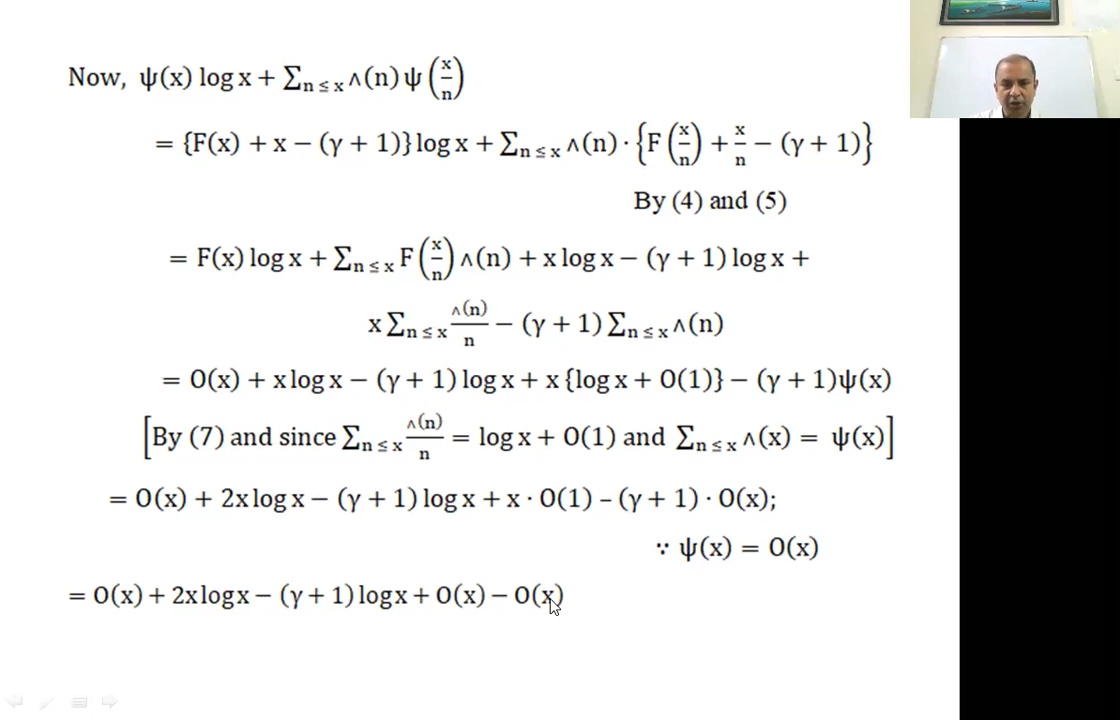 Now, ψ(x) log x + ∑n ≤ x ʌ(n) ψ (x/n)
= {F(x) + x − (γ + 1)} log x + ∑n ≤ x ʌ(n) · {F (x/n) + x/n − (γ + 1)}
By (4) and (5)
= F(x) log x + ∑n ≤ x F (x/n) ʌ(n) + x log x − (γ + 1) log x +
x ∑n ≤ x ʌ(n)/n − (γ + 1) ∑n ≤ x ʌ(n)
= O(x) + x log x − (γ + 1) log x + x {log x + O(1)} − (γ + 1)ψ(x)
[By (7) and since ∑n ≤ x ʌ(n)/n = log x + O(1) and ∑n ≤ x ʌ(x) = ψ(x)]
= O(x) + 2x log x − (γ + 1) log x + x · O(1) – (γ + 1) · O(x);
∵ ψ(x) = O(x)
= O(x) + 2x log x − (γ + 1) log x + O(x) − O(x)